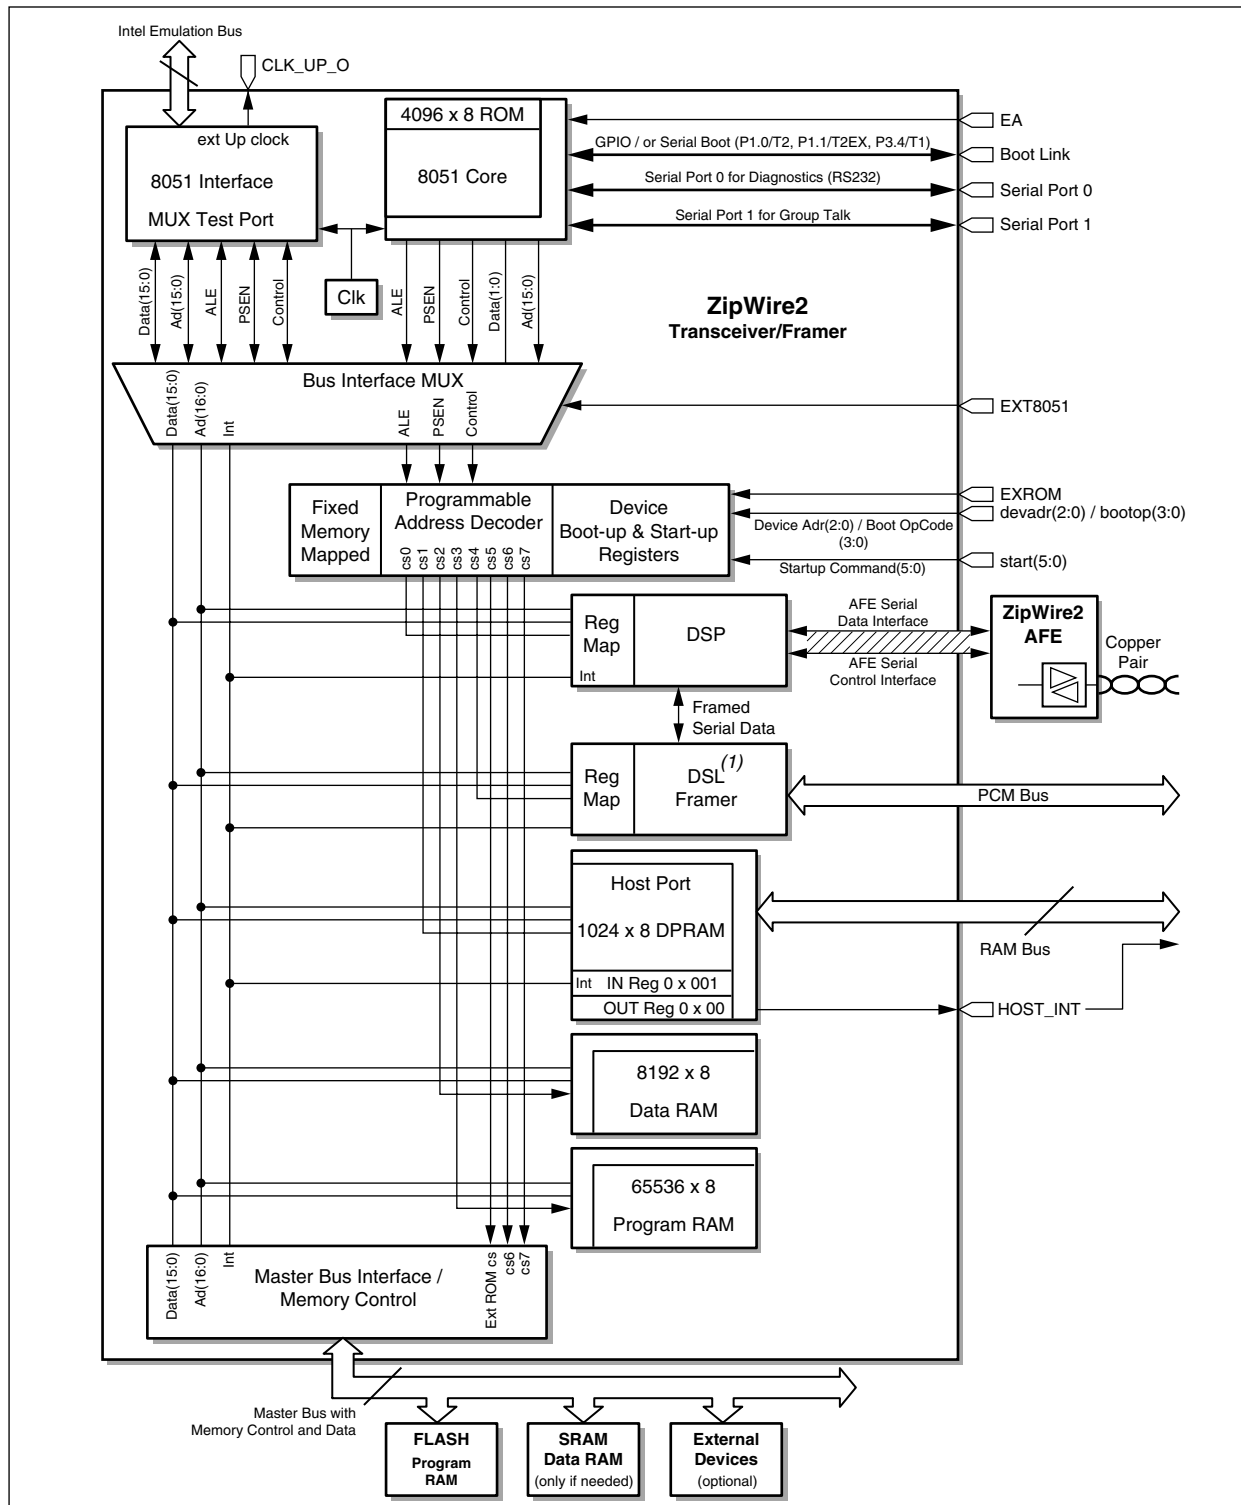 Intel Emulation Bus
CLK_UP_O
ext Up clock
8051 Interface
MUX Test Port
4096 x 8 ROM
8051 Core
EA
GPIO / or Serial Boot (P1.0/T2, P1.1/T2EX, P3.4/T1)
Boot Link
Serial Port 0 for Diagnostics (RS232)
Serial Port 0
Serial Port 1 for Group Talk
Serial Port 1
Clk
Data(15:0)
Ad(15:0)
ALE
PSEN
Control
ALE
PSEN
Control
Data(1:0)
Ad(15:0)
ZipWire2
Transceiver/Framer
Bus Interface MUX
Data(15:0)
Ad(16:0)
Int
ALE
PSEN
Control
EXT8051
Fixed
Memory
Mapped
Programmable
Address Decoder
cs0
cs1
cs2
cs3
cs4
cs5
cs6
cs7
Device
Boot-up & Start-up
Registers
EXROM
devadr(2:0) / bootop(3:0)
Device Adr(2:0) / Boot OpCode
(3:0)
start(5:0)
Startup Command(5:0)
Reg
Map
Int
DSP
AFE Serial
Data Interface
AFE Serial
Control Interface
ZipWire2
AFE
Copper
Pair
Framed
Serial Data
Reg
Map
DSL(1)
Framer
PCM Bus
Host Port
1024 x 8 DPRAM
Int
IN Reg 0 x 001
OUT Reg 0 x 00
RAM Bus
HOST_INT
8192 x 8
Data RAM
65536 x 8
Program RAM
Data(15:0)
Ad(16:0)
Int
Master Bus Interface /
Memory Control
Ext ROM cs
cs6
cs7
Master Bus with
Memory Control and Data
FLASH
Program
RAM
SRAM
Data RAM
(only if needed)
External
Devices
(optional)